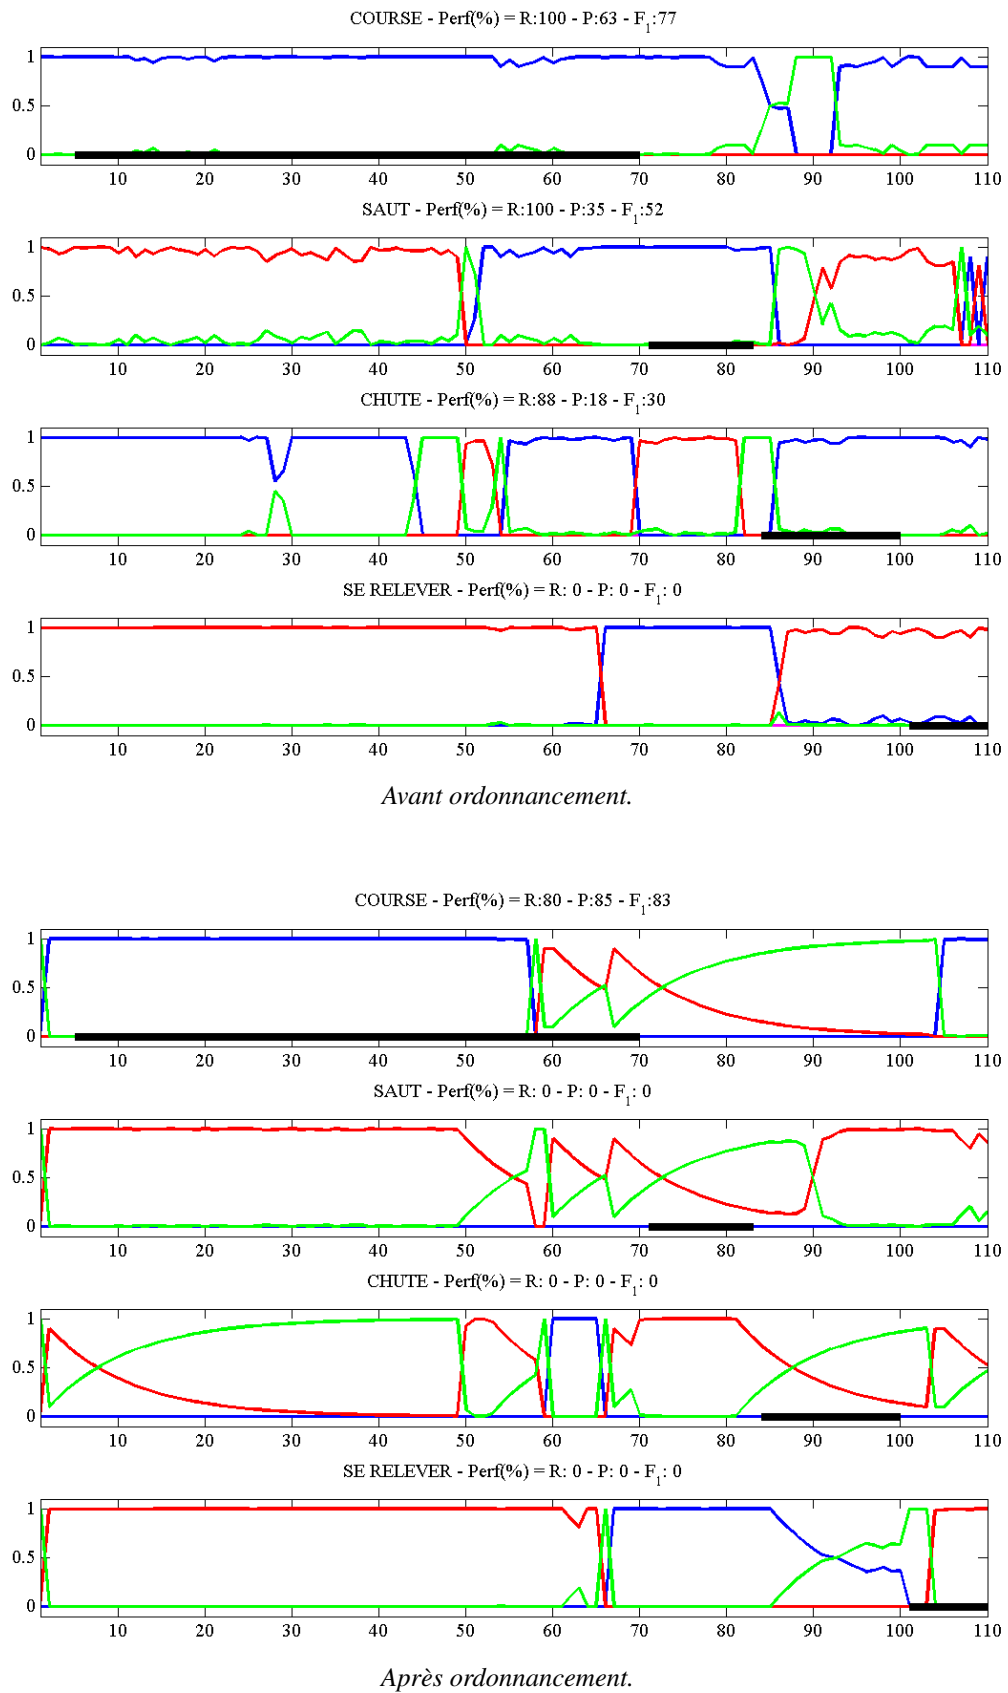 COURSE - Perf(%) = R:100 - P:63 - F1:77
1
0.5
0
10 20 30 40 50 60 70 80 90 100 110
SAUT - Perf(%) = R:100 - P:35 - F1:52
1
0.5
0
10 20 30 40 50 60 70 80 90 100 110
CHUTE - Perf(%) = R:88 - P:18 - F1:30
1
0.5
0
10 20 30 40 50 60 70 80 90 100 110
SE RELEVER - Perf(%) = R: 0 - P: 0 - F1: 0
1
0.5
0
10 20 30 40 50 60 70 80 90 100 110
Avant ordonnancement.
COURSE - Perf(%) = R:80 - P:85 - F1:83
1
0.5
0
10 20 30 40 50 60 70 80 90 100 110
SAUT - Perf(%) = R: 0 - P: 0 - F1: 0
1
0.5
0
10 20 30 40 50 60 70 80 90 100 110
CHUTE - Perf(%) = R: 0 - P: 0 - F1: 0
1
0.5
0
10 20 30 40 50 60 70 80 90 100 110
SE RELEVER - Perf(%) = R: 0 - P: 0 - F1: 0
1
0.5
0
10 20 30 40 50 60 70 80 90 100 110
Après ordonnancement.